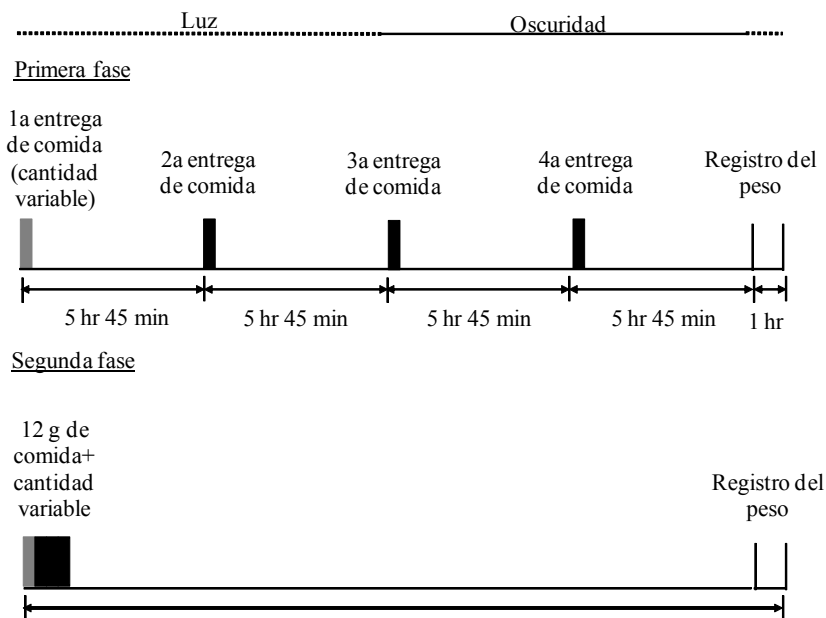 Luz
Oscuridad
Primera fase
1a entrega
de comida
(cantidad
variable)
2a entrega
de comida
3a entrega
de comida
4a entrega
de comida
Registro del
peso
5 hr 45 min
5 hr 45 min
5 hr 45 min
5 hr 45 min
1 hr
Segunda fase
12 g de
comida+
cantidad
variable
Registro del
peso